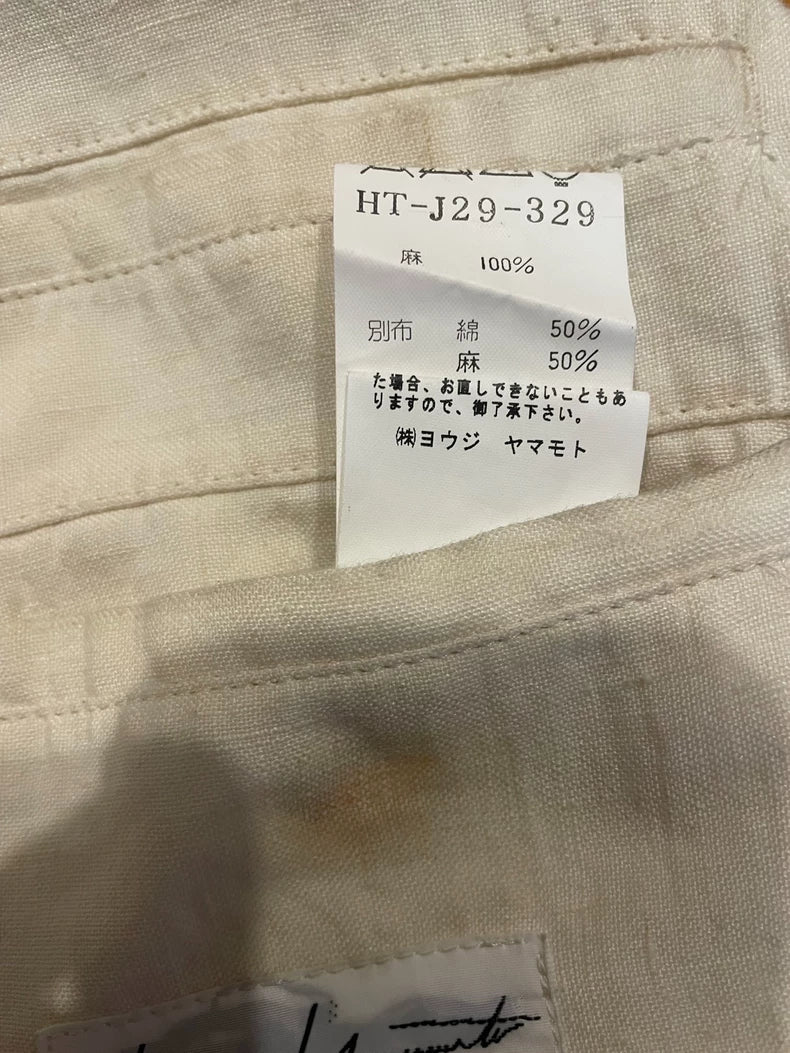 HT-J29-329
麻 100%
別布 綿 50%
麻 50%
た場合、お直しできないこともあ
りますので、御了承下さい。
㈱ヨウジ ヤマモト